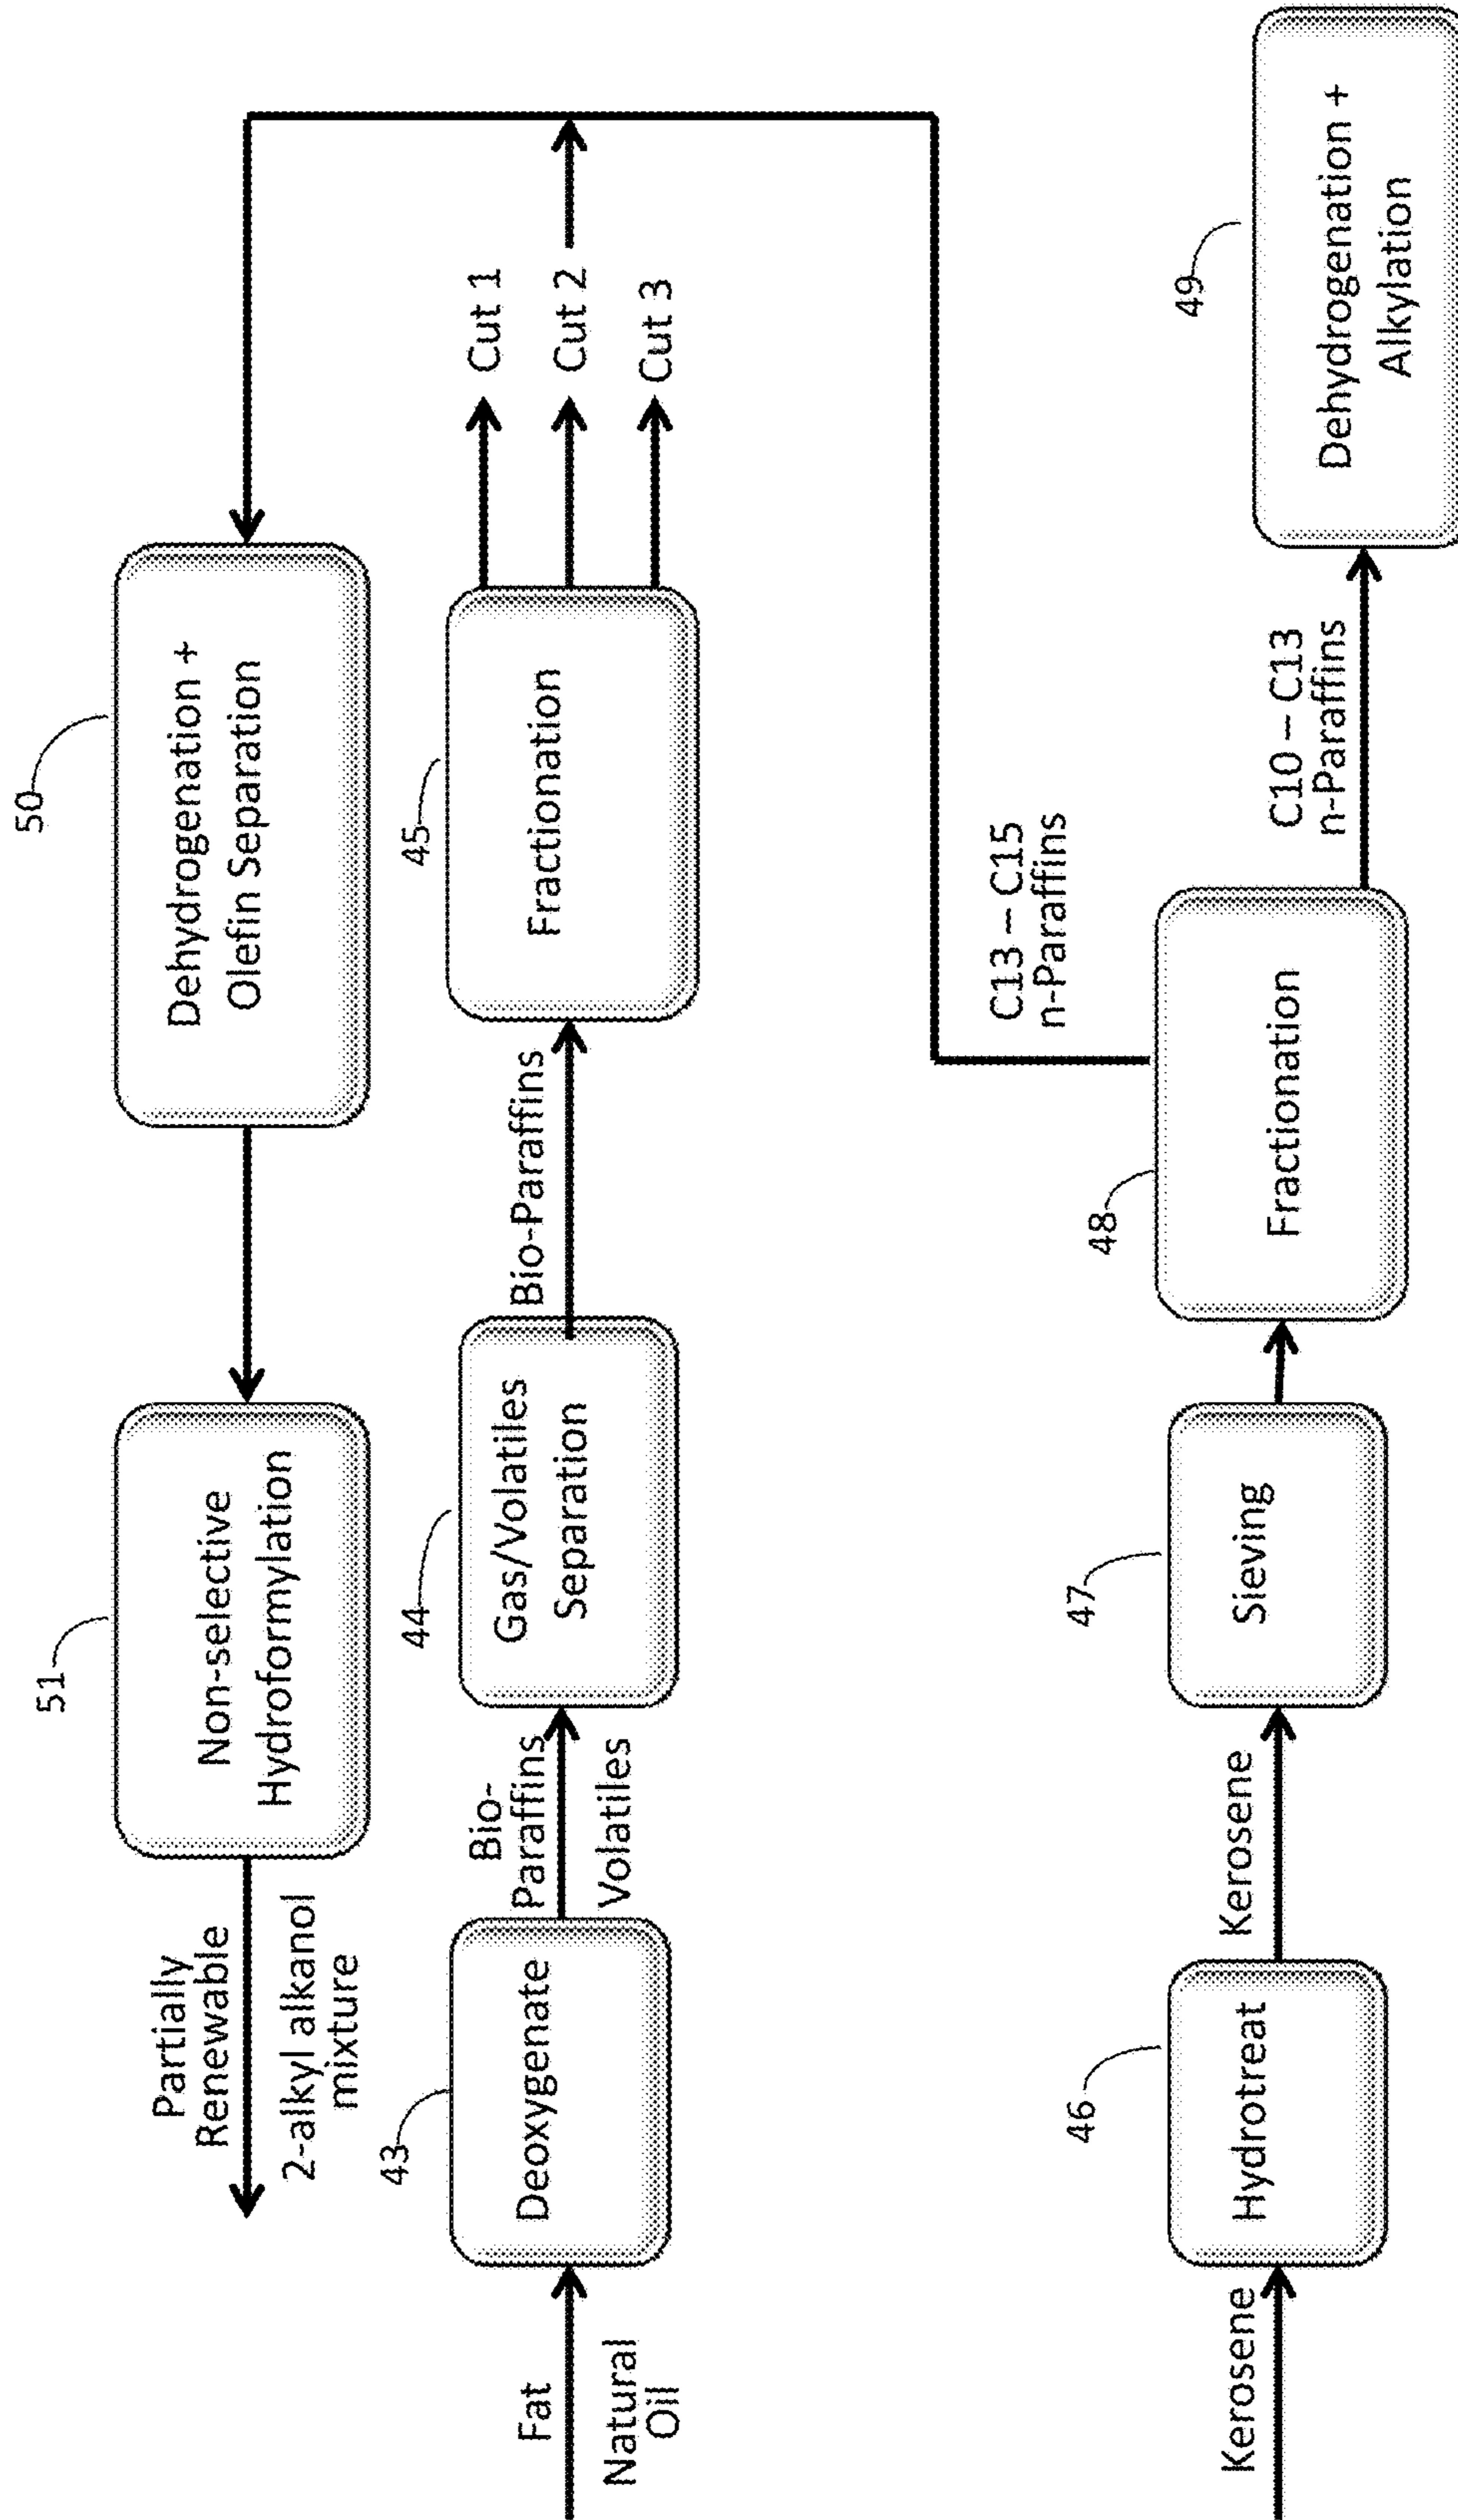 50
Dehydrogenation +
Olefin Separation
51
Non-selective
Hydroformylation
Partially
Renewable
2-alkyl alkanol
mixture
Fat
Natural
Oil
43
Deoxygenate
Bio-
Paraffins
Volatiles
44
Gas/Volatiles
Separation
Bio-Paraffins
45
Fractionation
Cut 1
Cut 2
Cut 3
C13 – C15
n-Paraffins
Kerosene
46
Hydrotreat
Kerosene
47
Sieving
48
Fractionation
C10 – C13
n-Paraffins
49
Dehydrogenation +
Alkylation